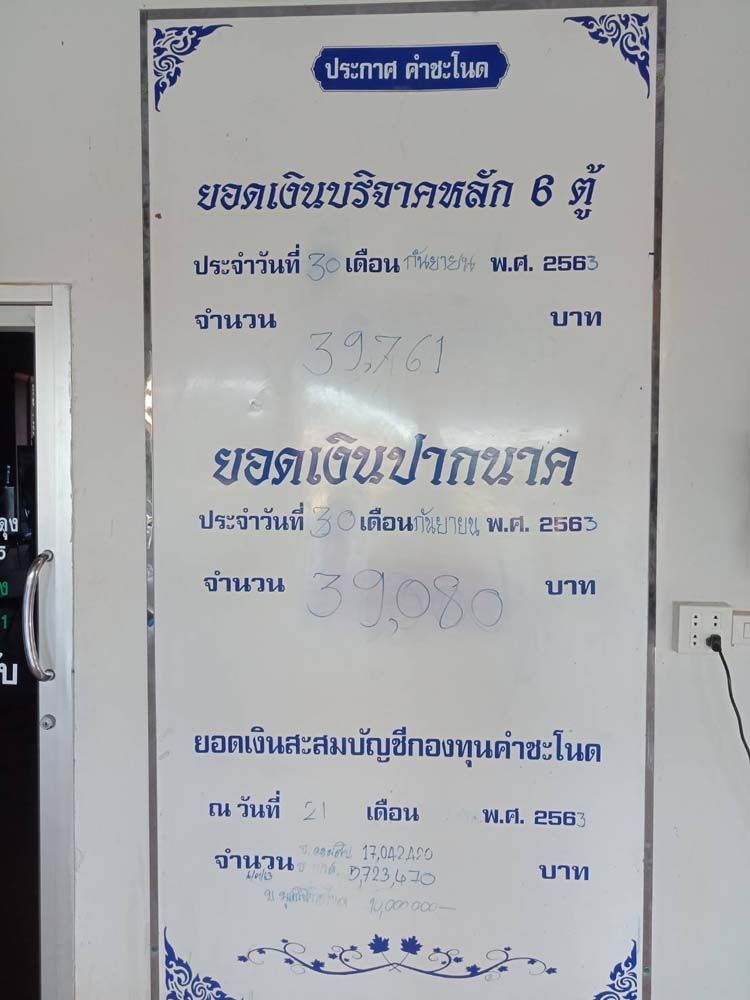 ประกาศ คำชะโนด
ยอดเงินบริจาคหลัก 6 ตู้
ประจำวันที่ 30 เดือน กันยายน พ.ศ. 2563
จำนวน บาท
39,761
ยอดเงินปากนาค
ประจำวันที่ 30 เดือน กันยายน พ.ศ. 2563
จำนวน 39,080 บาท
ยอดเงินสะสมบัญชีกองทุนคำชะโนด
ณ วันที่ 21 เดือน พ.ศ. 2563
จำนวน 17,042,420 บาท
ดุง
5
ง
1